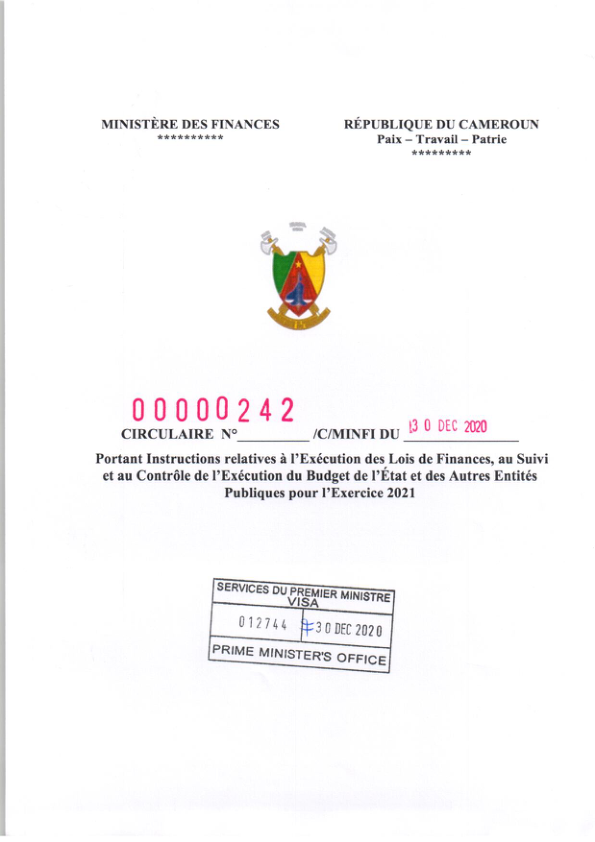 MINISTÈRE DES FINANCES
**********
RÉPUBLIQUE DU CAMEROUN
Paix – Travail – Patrie
*********
00000242
30 DEC 2020
CIRCULAIRE N°__________ /C/MINFI DU ________________
Portant Instructions relatives à l'Exécution des Lois de Finances, au Suivi
et au Contrôle de l'Exécution du Budget de l'État et des Autres Entités
Publiques pour l'Exercice 2021
SERVICES DU PREMIER MINISTRE
VISA
012744
30 DEC 2020
PRIME MINISTER'S OFFICE